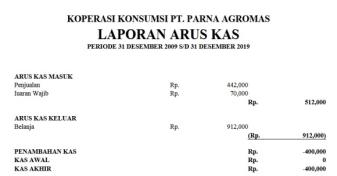 KOPERASI KONSUMSI PT. PARNA AGROMAS
LAPORAN ARUS KAS
PERIODE 31 DESEMBER 2009 S/D 31 DESEMBER 2019
ARUS KAS MASUK
Penjualan Rp. 442,000
Iuaran Wajib Rp. 70,000
Rp. 512,000
ARUS KAS KELUAR
Belanja Rp. 912,000
(Rp. 912,000)
PENAMBAHAN KAS Rp. -400,000
KAS AWAL Rp. 0
KAS AKHIR Rp. -400,000